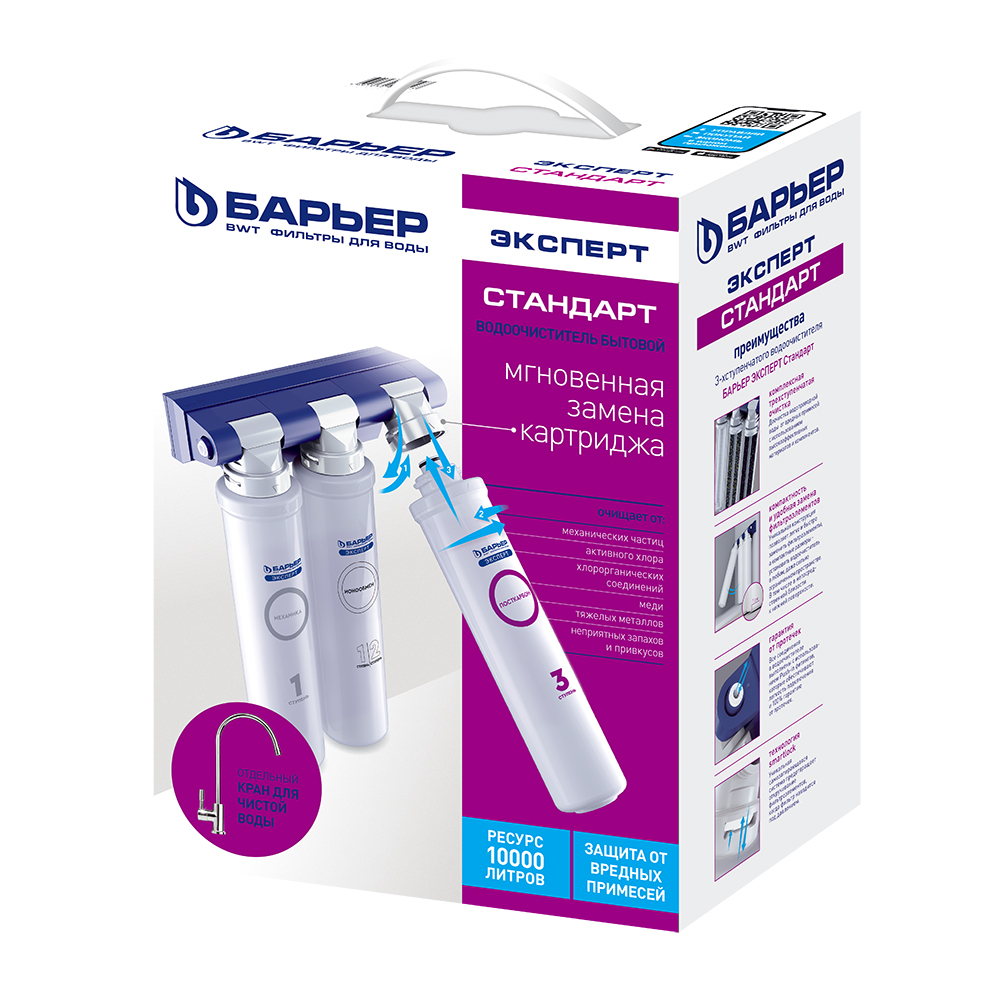 БАРЬЕР
BWT ФИЛЬТРЫ ДЛЯ ВОДЫ
ЭКСПЕРТ
СТАНДАРТ
БАРЬЕР
BWT ФИЛЬТРЫ ДЛЯ ВОДЫ
ЭКСПЕРТ
СТАНДАРТ
ВОДООЧИСТИТЕЛЬ БЫТОВОЙ
мгновенная
замена
картриджа
очищает от:
механических частиц
активного хлора
хлорорганических
соединений
меди
тяжелых металлов
неприятных запахов
и привкусов
1
2
3
БАРЬЕР
ЭКСПЕРТ
МЕХАНИКА
1
СТУПЕНЬ
БАРЬЕР
ЭКСПЕРТ
ИОНООБМЕН
1 2
БАРЬЕР
ЭКСПЕРТ
ПОСТКАРБОН
3
СТУПЕНЬ
ОТДЕЛЬНЫЙ
КРАН ДЛЯ
ЧИСТОЙ
ВОДЫ
РЕСУРС
10000
ЛИТРОВ
ЗАЩИТА ОТ
ВРЕДНЫХ
ПРИМЕСЕЙ
БАРЬЕР
BWT ФИЛЬТРЫ ДЛЯ ВОДЫ
ЭКСПЕРТ
СТАНДАРТ
преимущества
3-хступенчатого водоочистителя
БАРЬЕР ЭКСПЕРТ Стандарт
комплексная
трехступенчатая
очистка
компактность
и удобная замена
фильтроэлементов
гарантия
от протечек
технология
smartlock